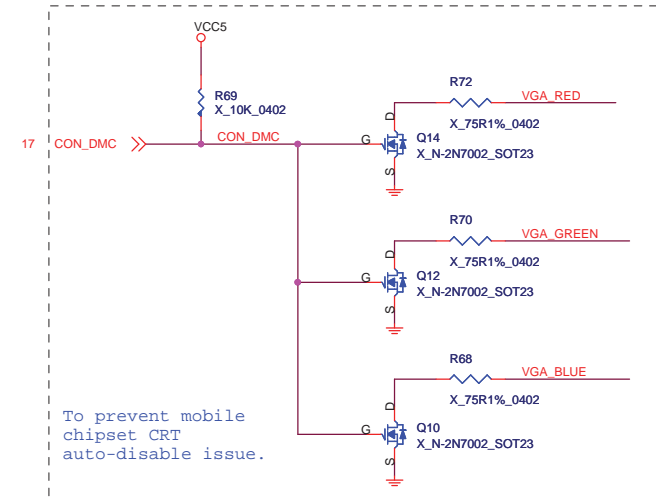 VCC5
R69
X_10K_0402
17 CON_DMC
CON_DMC
R72
VGA_RED
X_75R1%_0402
D
G
S
Q14
X_N-2N7002_SOT23
R70
VGA_GREEN
X_75R1%_0402
D
G
S
Q12
X_N-2N7002_SOT23
R68
VGA_BLUE
X_75R1%_0402
D
G
S
Q10
X_N-2N7002_SOT23
To prevent mobile
chipset CRT
auto-disable issue.